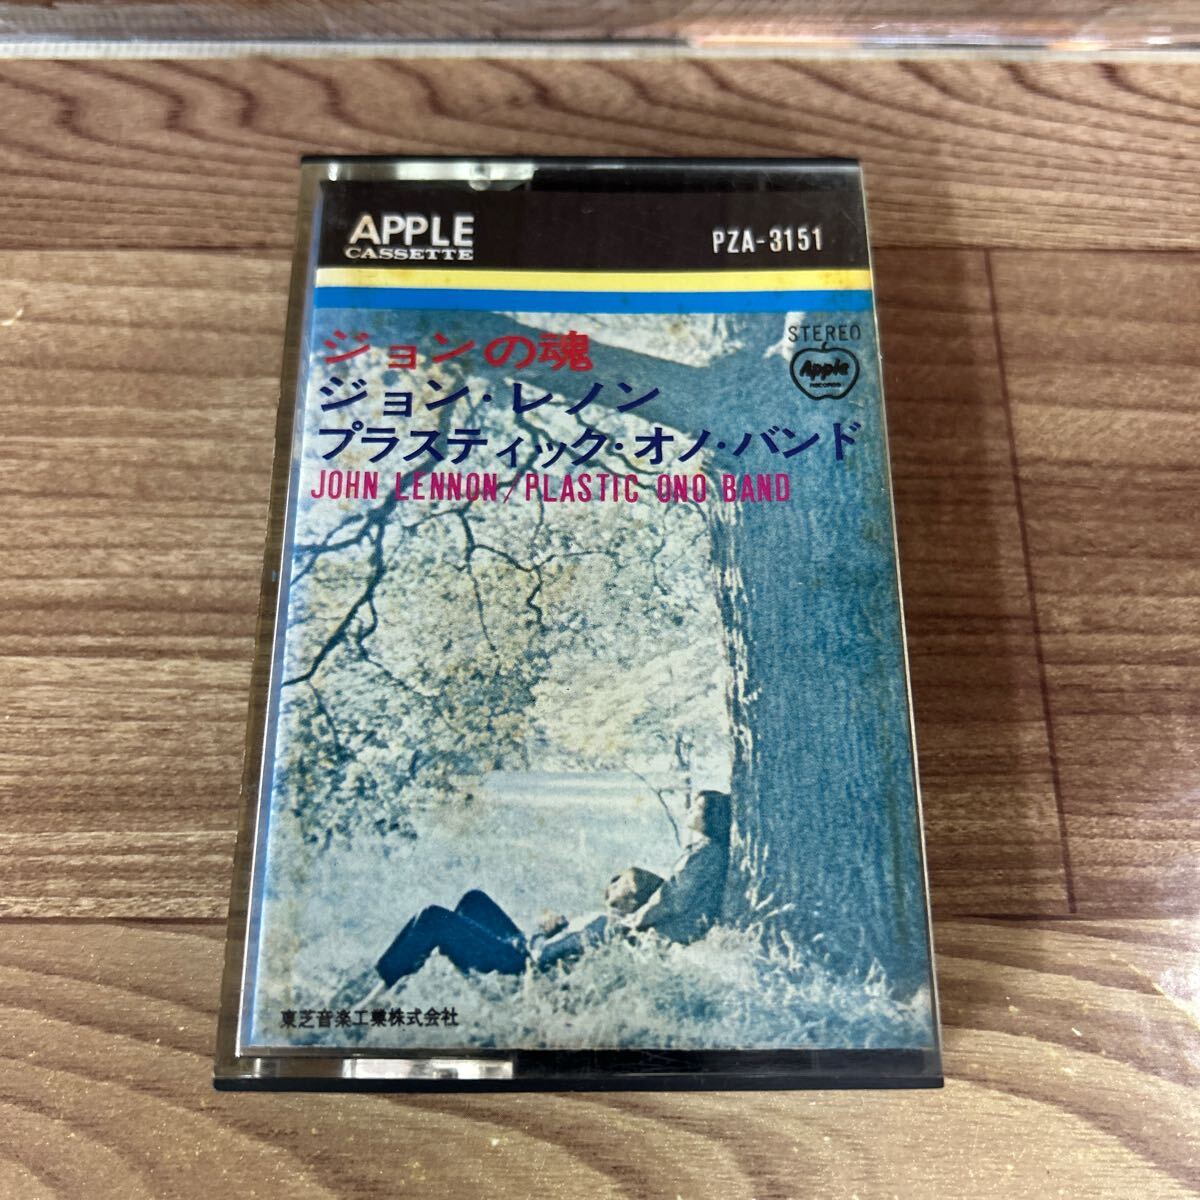 APPLE
CASSETTE
PZA-3151
STEREO
Apple
RECORDS
ジョンの魂
ジョン・レノン
プラスティック・オノ・バンド
JOHN LENNON/PLASTIC ONO BAND
東芝音楽工業株式会社